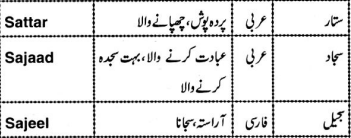 Sattar پردہ پوش، چھپانے والا عربی ستار
Sajaad عبادت کرنے والا، بہت سجدہ عربی سجاد
کرنے والا
Sajeel آراستہ، سجانا فارسی سجیل